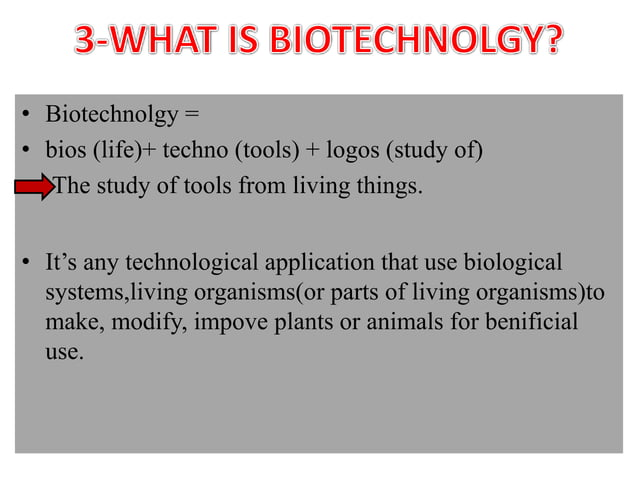 3-WHAT IS BIOTECHNOLGY?
• Biotechnolgy =
• bios (life)+ techno (tools) + logos (study of)
The study of tools from living things.
• It’s any technological application that use biological
systems,living organisms(or parts of living organisms)to
make, modify, impove plants or animals for benificial
use.